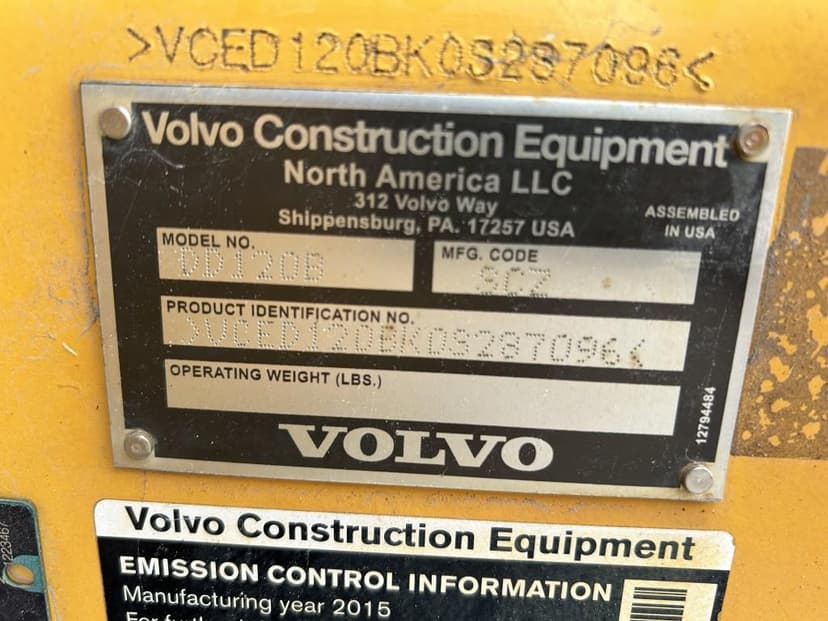 >VCED120BK0S287096<
Volvo Construction Equipment
North America LLC
312 Volvo Way
Shippensburg, PA. 17257 USA
ASSEMBLED
IN USA
MODEL NO.
DD120B
MFG. CODE
SCZ
PRODUCT IDENTIFICATION NO.
>VCED120BK0S287096<
OPERATING WEIGHT (LBS.)
VOLVO
12794484
Volvo Construction Equipment
EMISSION CONTROL INFORMATION
Manufacturing year 2015